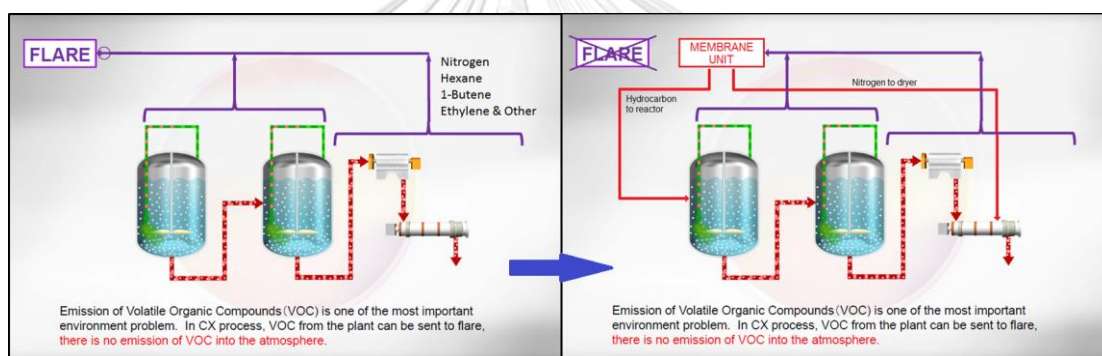 FLARE
Nitrogen
Hexane
1-Butene
Ethylene & Other
Emission of Volatile Organic Compounds(VOC) is one of the most important
environment problem. In CX process, VOC from the plant can be sent to flare,
there is no emission of VOC into the atmosphere.
FLARE
MEMBRANE
UNIT
Nitrogen to dryer
Hydrocarbon
to reactor
Emission of Volatile Organic Compounds(VOC) is one of the most important
environment problem. In CX process, VOC from the plant can be sent to flare,
there is no emission of VOC into the atmosphere.